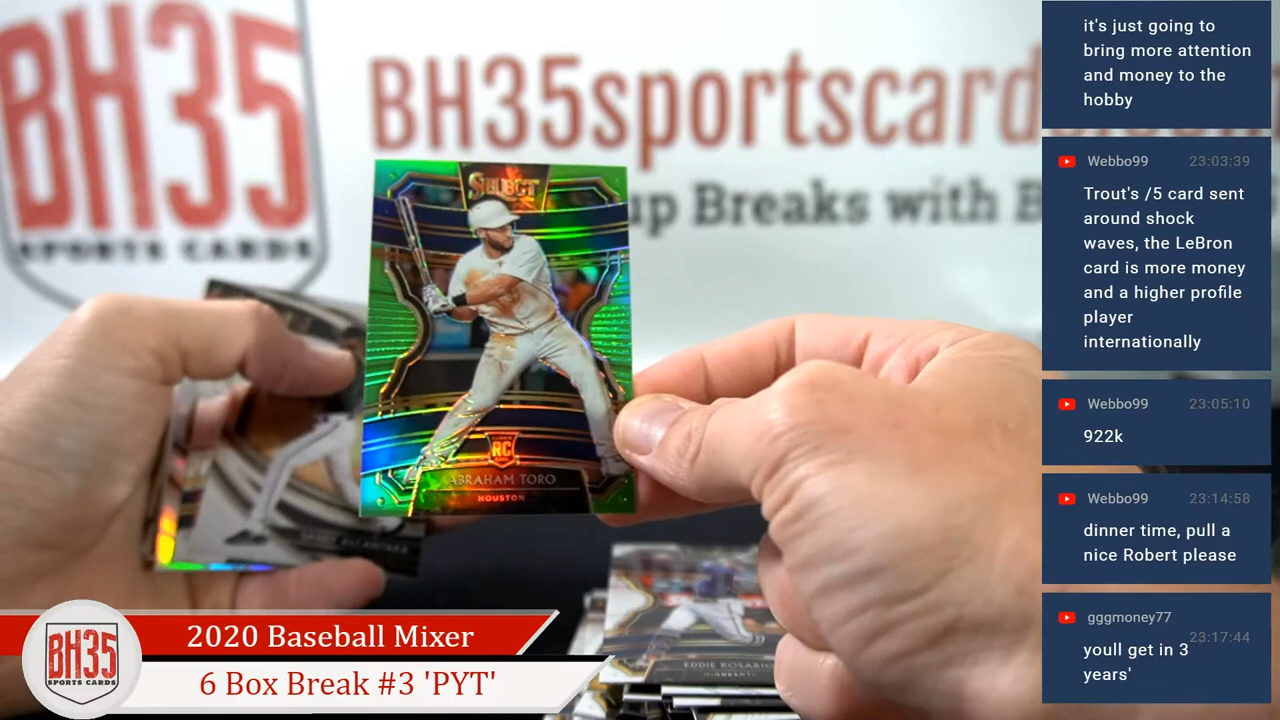 BH35
SPORTS CARDS
BH35sportscard
up Breaks with B
SELECT
RC
ABRAHAM TORO
HOUSTON
EDDIE ROSARIO
MINNESOTA
2020 Baseball Mixer
6 Box Break #3 'PYT'
BH35
SPORTS CARDS
it's just going to
bring more attention
and money to the
hobby
Webbo99 23:03:39
Trout's /5 card sent
around shock
waves, the LeBron
card is more money
and a higher profile
player
internationally
Webbo99 23:05:10
922k
Webbo99 23:14:58
dinner time, pull a
nice Robert please
gggmoney77
23:17:44
youll get in 3
years'